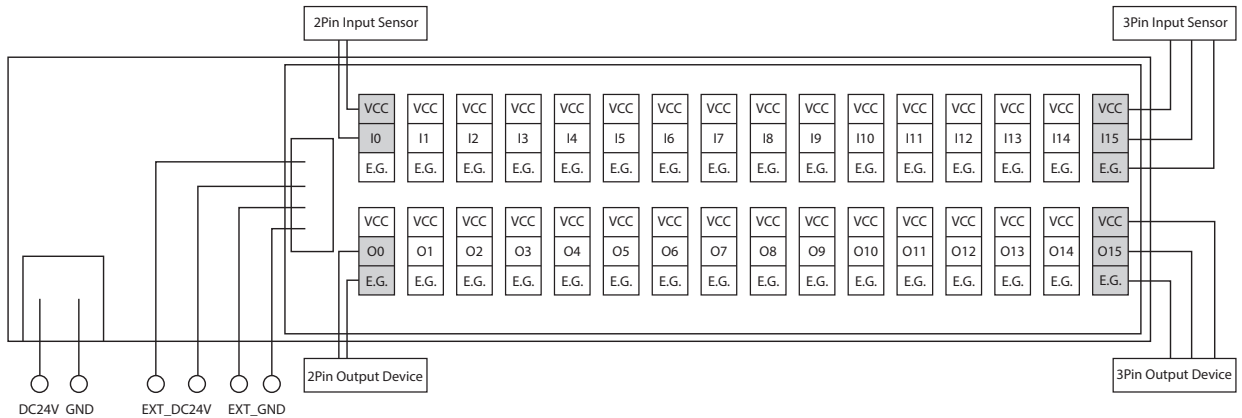 2Pin Input Sensor 3Pin Input Sensor
VCC VCC VCC VCC VCC VCC VCC VCC VCC VCC VCC VCC VCC VCC VCC VCC
I0 I1 I2 I3 I4 I5 I6 I7 I8 I9 I10 I11 I12 I13 I14 I15
E.G. E.G. E.G. E.G. E.G. E.G. E.G. E.G. E.G. E.G. E.G. E.G. E.G. E.G. E.G. E.G.
VCC VCC VCC VCC VCC VCC VCC VCC VCC VCC VCC VCC VCC VCC VCC VCC
O0 O1 O2 O3 O4 O5 O6 O7 O8 O9 O10 O11 O12 O13 O14 O15
E.G. E.G. E.G. E.G. E.G. E.G. E.G. E.G. E.G. E.G. E.G. E.G. E.G. E.G. E.G. E.G.
2Pin Output Device 3Pin Output Device
DC24V GND EXT_DC24V EXT_GND